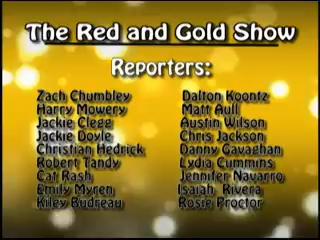 The Red and Gold Show
Reporters:
Zach Chumbley
Harry Mowery
Jackie Clegg
Jackie Doyle
Christian Hedrick
Robert Tandy
Cat Rash
Emily Myren
Kiley Budreau
Dalton Koontz
Matt Aull
Austin Wilson
Chris Jackson
Danny Gavaghan
Lydia Cummins
Jennifer Navarro
Isaiah Rivera
Rosie Proctor